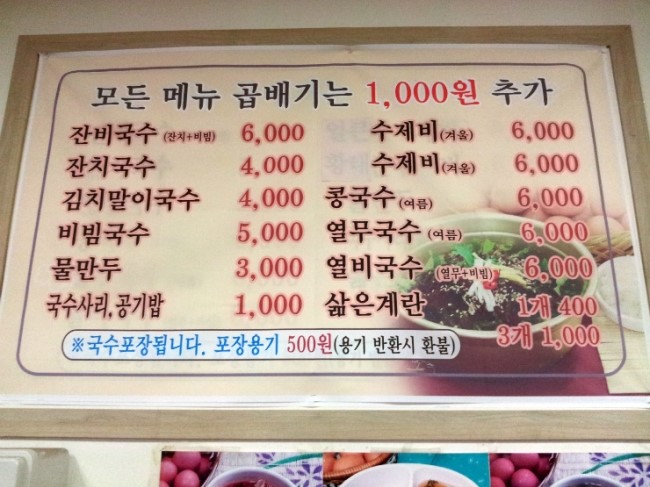 모든 메뉴 곱배기는 1,000원 추가
잔비국수 (잔치+비빔) 6,000
잔치국수 4,000
김치말이국수 4,000
비빔국수 5,000
물만두 3,000
국수사리,공기밥 1,000
수제비(겨울) 6,000
수제비(겨울) 6,000
콩국수(여름) 6,000
열무국수 (여름) 6,000
열비국수 (열무+비빔) 6,000
삶은계란 1개 400
3개 1,000
※국수포장됩니다. 포장용기 500원(용기 반환시 환불)